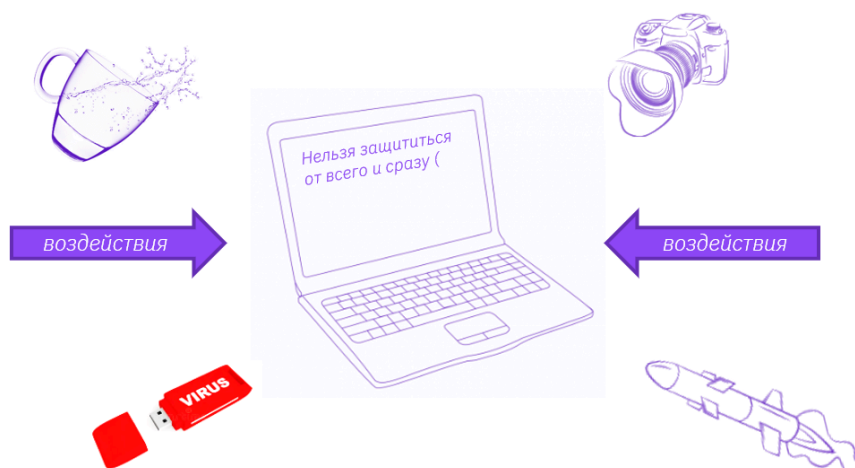 Нельзя защититься
от всего и сразу (
воздействия
воздействия
VIRUS